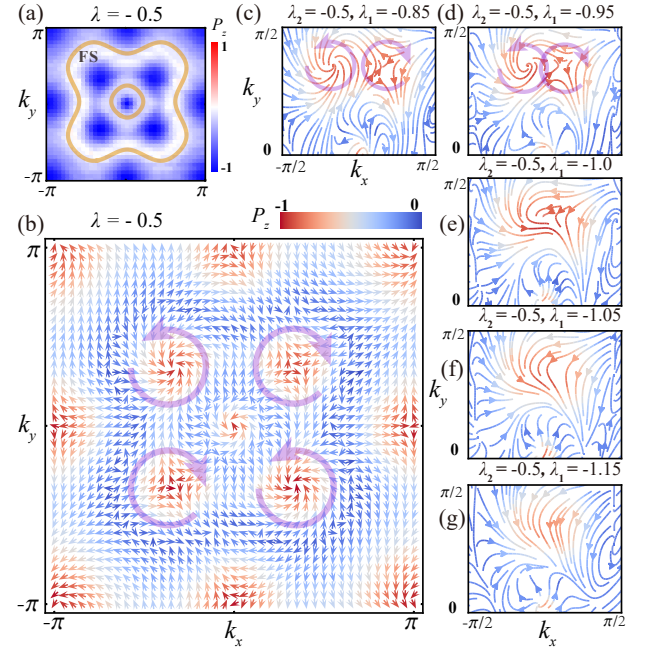 (a) λ = - 0.5
P_z
π
1
FS
k_y
-1
-π
-π π
(c) λ_2 = -0.5, λ_1 = -0.85
π/2
k_y
0
-π/2 k_x π/2
(d) λ_2 = -0.5, λ_1 = -0.95
π/2
0
λ_2 = -0.5, λ_1 = -1.0
π/2
(e)
0
λ_2 = -0.5, λ_1 = -1.05
π/2
k_y (f)
0
λ_2 = -0.5, λ_1 = -1.15
π/2
(g)
0
-π/2 k_x π/2
(b) λ = - 0.5
P_z -1 0
π
k_y
-π
-π k_x π